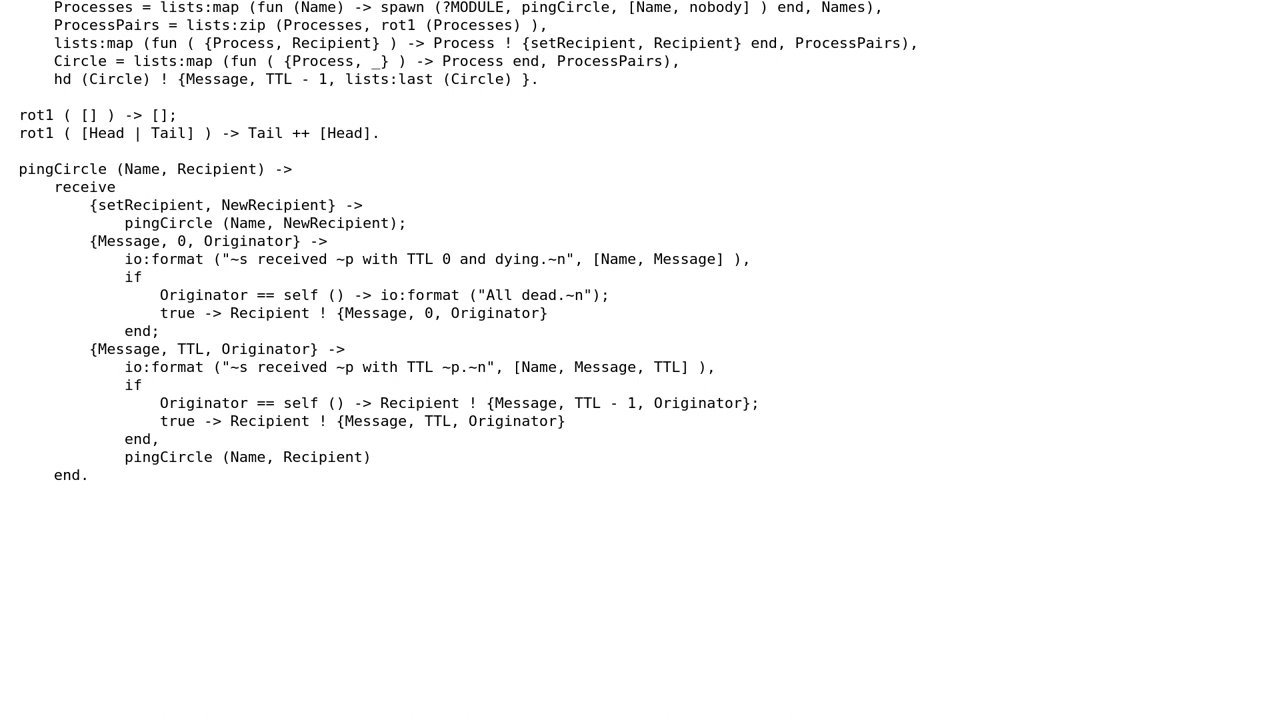 Processes = lists:map (fun (Name) -> spawn (?MODULE, pingCircle, [Name, nobody] ) end, Names),
ProcessPairs = lists:zip (Processes, rot1 (Processes) ),
lists:map (fun ( {Process, Recipient} ) -> Process ! {setRecipient, Recipient} end, ProcessPairs),
Circle = lists:map (fun ( {Process, _} ) -> Process end, ProcessPairs),
hd (Circle) ! {Message, TTL - 1, lists:last (Circle) }.

rot1 ( [] ) -> [];
rot1 ( [Head | Tail] ) -> Tail ++ [Head].

pingCircle (Name, Recipient) ->
    receive
        {setRecipient, NewRecipient} ->
            pingCircle (Name, NewRecipient);
        {Message, 0, Originator} ->
            io:format ("~s received ~p with TTL 0 and dying.~n", [Name, Message] ),
            if
                Originator == self () -> io:format ("All dead.~n");
                true -> Recipient ! {Message, 0, Originator}
            end;
        {Message, TTL, Originator} ->
            io:format ("~s received ~p with TTL ~p.~n", [Name, Message, TTL] ),
            if
                Originator == self () -> Recipient ! {Message, TTL - 1, Originator};
                true -> Recipient ! {Message, TTL, Originator}
            end,
            pingCircle (Name, Recipient)
    end.